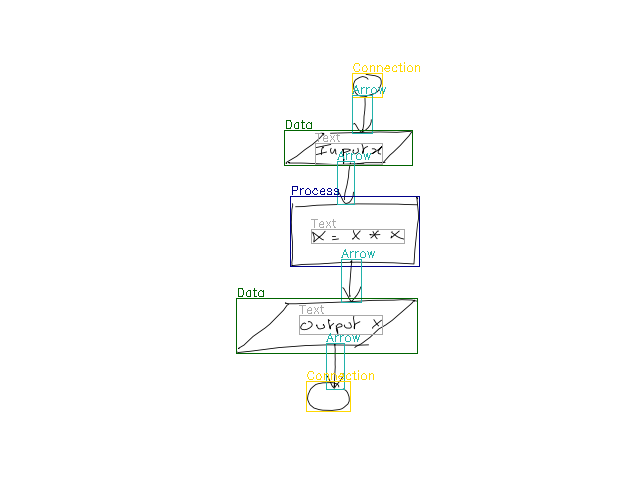 Connection
Arrow
Data
Text
Input x
Arrow
Process
Text
x = x * x
Arrow
Data
Text
output x
Arrow
Connection